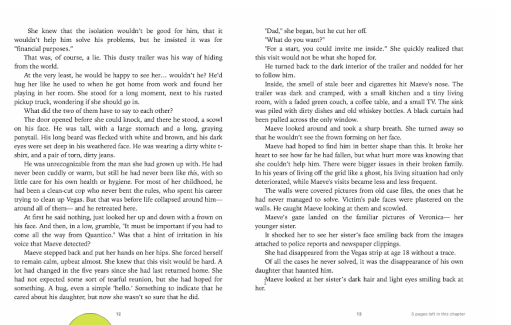 She knew that the isolation wouldn't be good for him, that it
wouldn't help him solve his problems, but he insisted it was for
"financial purposes."
That was, of course, a lie. This dusty trailer was his way of hiding
from the world.
At the very least, he would be happy to see her... wouldn't he? He'd
hug her like he used to when he got home from work and found her
playing in her room. She stood for a long moment, next to his rusted
pickup truck, wondering if she should go in.
What did the two of them have to say to each other?
The door opened before she could knock, and there he stood, a scowl
on his face. He was tall, with a large stomach and a long, graying
ponytail. His long beard was flecked with white and brown, and his dark
eyes were set deep in his weathered face. He was wearing a dirty white t-
shirt, and a pair of torn, dirty jeans.
He was unrecognizable from the man she had grown up with. He had
never been cuddly or warm, but still he had never been like this, with so
little care for his own health or hygiene. For most of her childhood, he
had been a clean-cut cop who never bent the rules, who spent his career
trying to clean up Vegas. But that was before life collapsed around him—
around all of them— and he retreated here.
At first he said nothing, just looked her up and down with a frown on
his face. And then, in a low, grumble, "It must be important if you had to
come all the way from Quantico." Was that a hint of irritation in his
voice that Maeve detected?
Maeve stepped back and put her hands on her hips. She forced herself
to remain calm, upbeat almost. She knew that this visit would be hard. A
lot had changed in the five years since she had last returned home. She
had not expected some sort of tearful reunion, but she had hoped for
something. A hug, even a simple 'hello.' Something to indicate that he
cared about his daughter, but now she wasn't so sure that he did.
12
"Dad," she began, but he cut her off.
"What do you want?"
"For a start, you could invite me inside." She quickly realized that
this visit would not be what she hoped for.
He turned back to the dark interior of the trailer and nodded for her
to follow him.
Inside, the smell of stale beer and cigarettes hit Maeve's nose. The
trailer was dark and cramped, with a small kitchen and a tiny living
room, with a faded green couch, a coffee table, and a small TV. The sink
was piled with dirty dishes and old whiskey bottles. A black curtain had
been pulled across the only window.
Maeve looked around and took a sharp breath. She turned away so
that he wouldn't see the frown forming on her face.
Maeve had hoped to find him in better shape than this. It broke her
heart to see how far he had fallen, but what hurt more was knowing that
she couldn't help him. There were bigger issues in their broken family.
In his years of living off the grid like a ghost, his living situation had only
deteriorated, while Maeve's visits became less and less frequent.
The walls were covered pictures from old case files, the ones that he
had never managed to solve. Victim's pale faces were plastered on the
walls. He caught Maeve looking at them and scowled.
Maeve's gaze landed on the familiar pictures of Veronica— her
younger sister.
It shocked her to see her sister's face smiling back from the images
attached to police reports and newspaper clippings.
She had disappeared from the Vegas strip at age 18 without a trace.
Of all the cases he never solved, it was the disappearance of his own
daughter that haunted him.
Maeve looked at her sister's dark hair and light eyes smiling back at
her.
13
5 pages left in this chapter